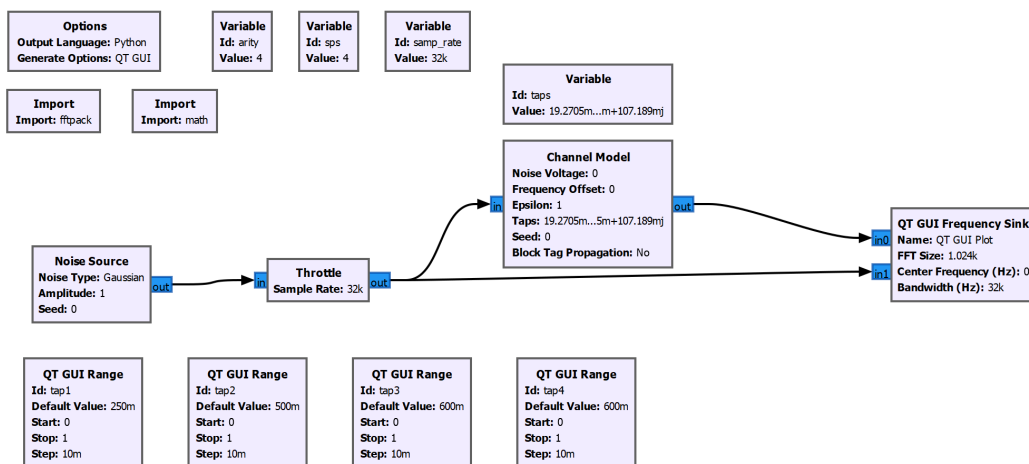 Options
Output Language: Python
Generate Options: QT GUI
Variable
Id: arity
Value: 4
Variable
Id: sps
Value: 4
Variable
Id: samp_rate
Value: 32k
Import
Import: fftpack
Import
Import: math
Variable
Id: taps
Value: 19.2705m...m+107.189mj
Channel Model
Noise Voltage: 0
Frequency Offset: 0
Epsilon: 1
Taps: 19.2705m...5m+107.189mj
Seed: 0
Block Tag Propagation: No
in
out
Noise Source
Noise Type: Gaussian
Amplitude: 1
Seed: 0
out
Throttle
Sample Rate: 32k
in
out
QT GUI Frequency Sink
Name: QT GUI Plot
FFT Size: 1.024k
Center Frequency (Hz): 0
Bandwidth (Hz): 32k
in0
in1
QT GUI Range
Id: tap1
Default Value: 250m
Start: 0
Stop: 1
Step: 10m
QT GUI Range
Id: tap2
Default Value: 500m
Start: 0
Stop: 1
Step: 10m
QT GUI Range
Id: tap3
Default Value: 600m
Start: 0
Stop: 1
Step: 10m
QT GUI Range
Id: tap4
Default Value: 600m
Start: 0
Stop: 1
Step: 10m